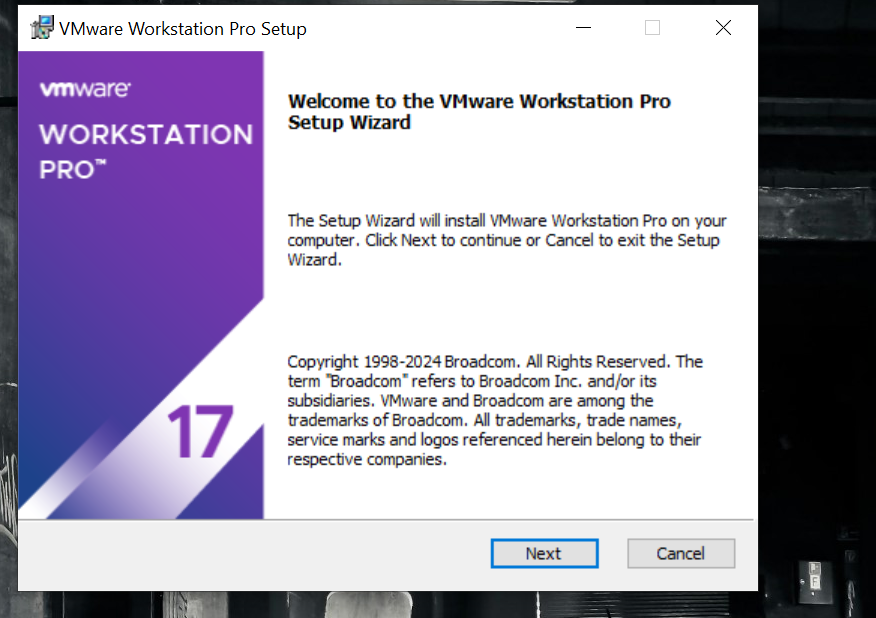 VMware Workstation Pro Setup
vmware®
WORKSTATION
PRO™
17
Welcome to the VMware Workstation Pro
Setup Wizard
The Setup Wizard will install VMware Workstation Pro on your
computer. Click Next to continue or Cancel to exit the Setup
Wizard.
Copyright 1998-2024 Broadcom. All Rights Reserved. The
term "Broadcom" refers to Broadcom Inc. and/or its
subsidiaries. VMware and Broadcom are among the
trademarks of Broadcom. All trademarks, trade names,
service marks and logos referenced herein belong to their
respective companies.
Next
Cancel
F